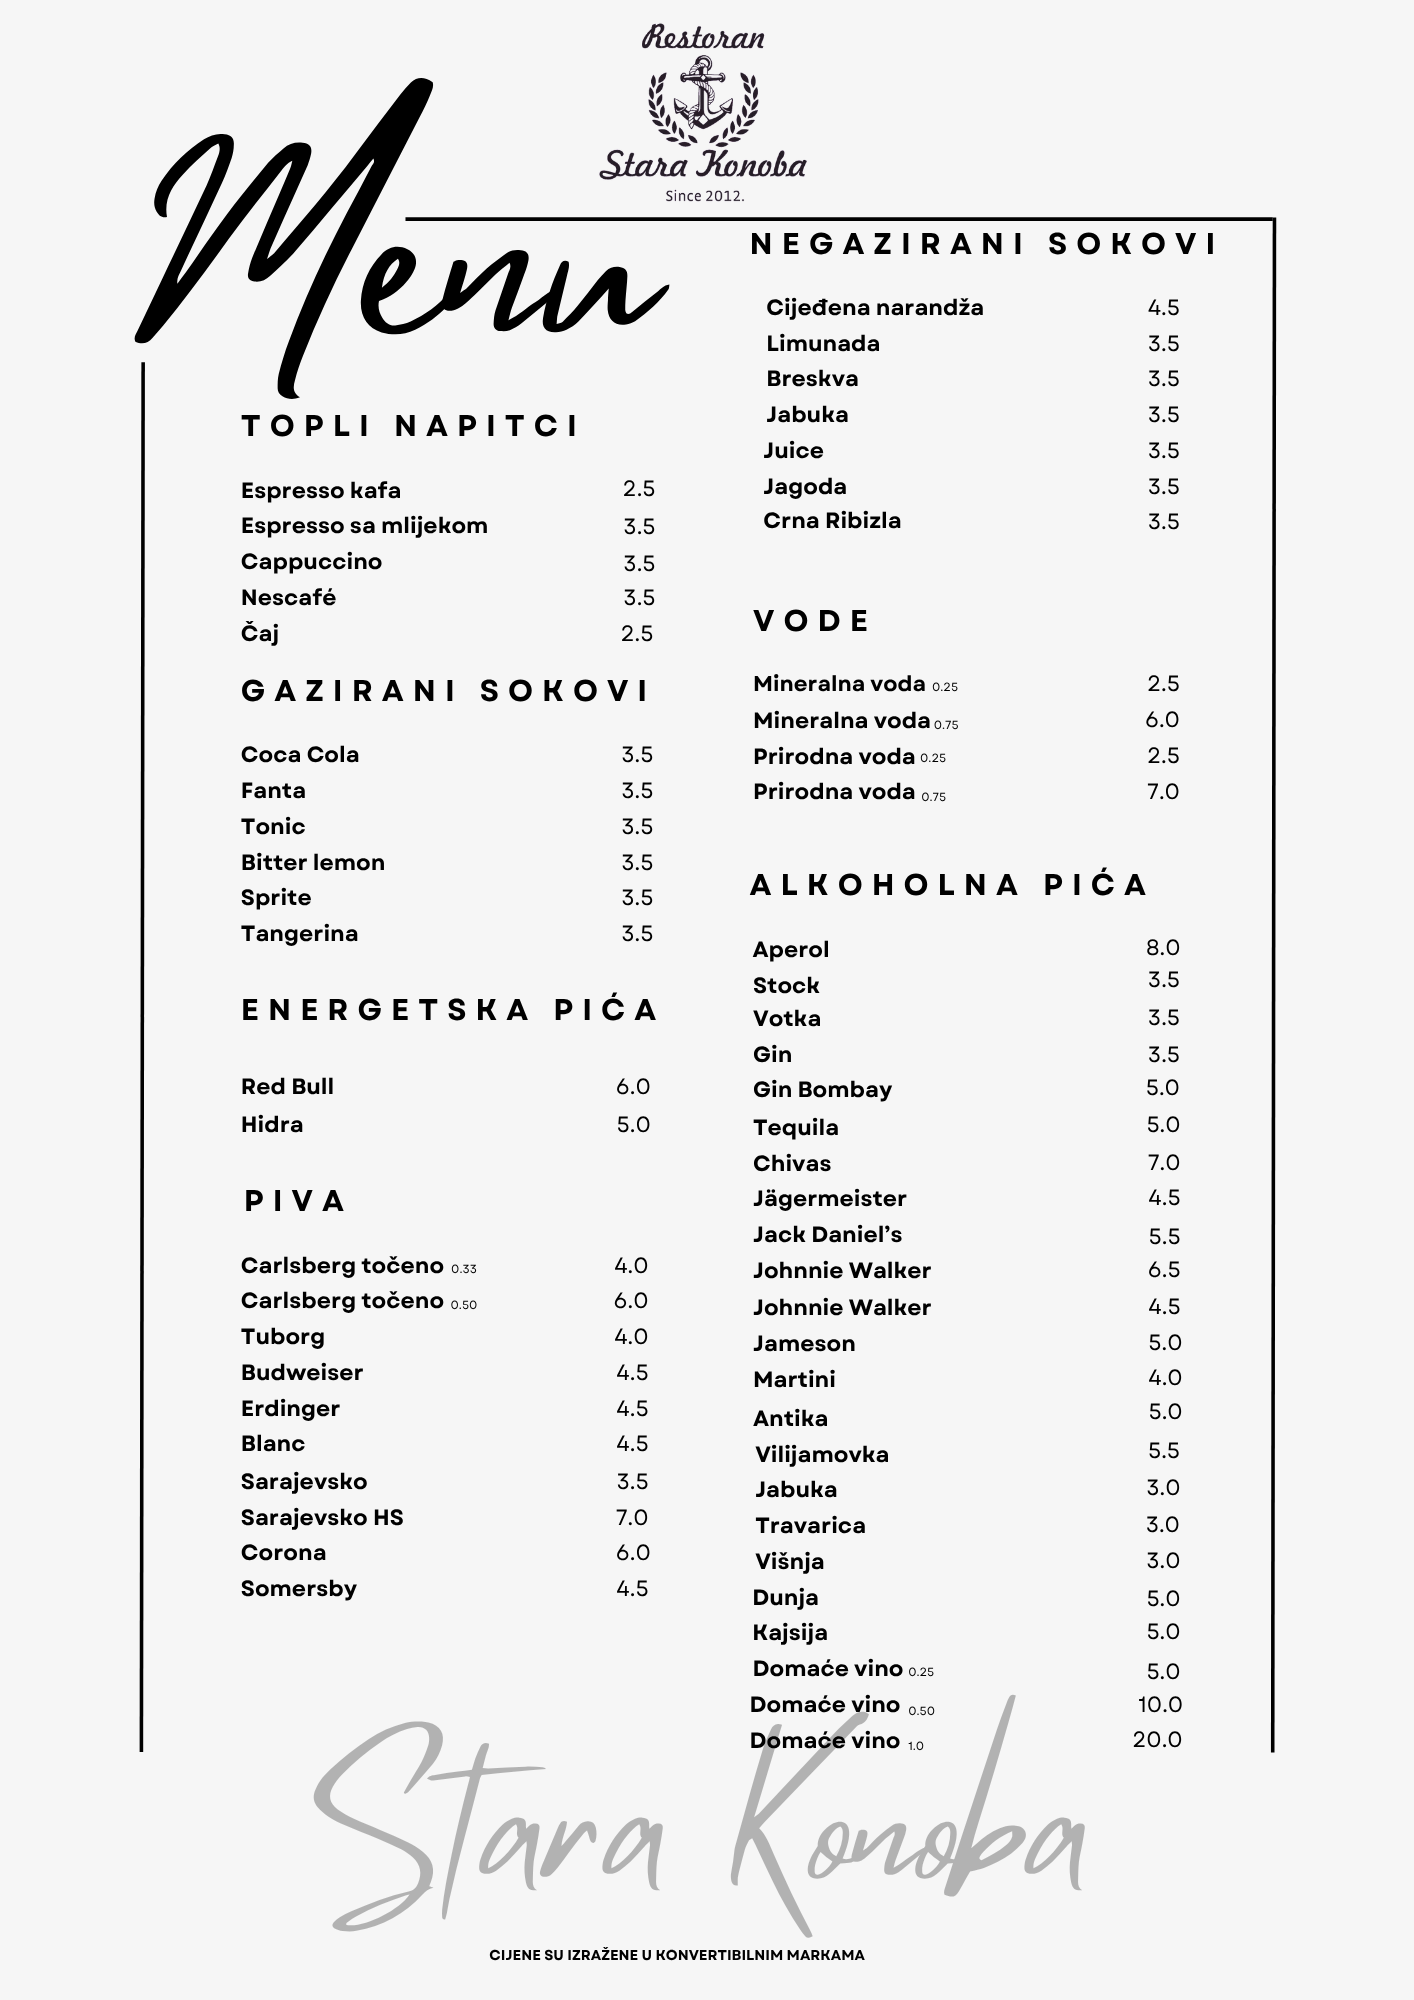 Restoran
Stara Konoba
Since 2012.
Menu
TOPLI NAPITCI
Espresso kafa 2.5
Espresso sa mlijekom 3.5
Cappuccino 3.5
Nescafé 3.5
Čaj 2.5
GAZIRANI SOKOVI
Coca Cola 3.5
Fanta 3.5
Tonic 3.5
Bitter lemon 3.5
Sprite 3.5
Tangerina 3.5
ENERGETSKA PIĆA
Red Bull 6.0
Hidra 5.0
PIVA
Carlsberg točeno 0.33 4.0
Carlsberg točeno 0.50 6.0
Tuborg 4.0
Budweiser 4.5
Erdinger 4.5
Blanc 4.5
Sarajevsko 3.5
Sarajevsko HS 7.0
Corona 6.0
Somersby 4.5
NEGAZIRANI SOKOVI
Cijeđena narandža 4.5
Limunada 3.5
Breskva 3.5
Jabuka 3.5
Juice 3.5
Jagoda 3.5
Crna Ribizla 3.5
VODE
Mineralna voda 0.25 2.5
Mineralna voda 0.75 6.0
Prirodna voda 0.25 2.5
Prirodna voda 0.75 7.0
ALKOHOLNA PIĆA
Aperol 8.0
Stock 3.5
Votka 3.5
Gin 3.5
Gin Bombay 5.0
Tequila 5.0
Chivas 7.0
Jägermeister 4.5
Jack Daniel’s 5.5
Johnnie Walker 6.5
Johnnie Walker 4.5
Jameson 5.0
Martini 4.0
Antika 5.0
Vilijamovka 5.5
Jabuka 3.0
Travarica 3.0
Višnja 3.0
Dunja 5.0
Kajsija 5.0
Domaće vino 0.25 5.0
Domaće vino 0.50 10.0
Domaće vino 1.0 20.0
Stara Konoba
CIJENE SU IZRAŽENE U KONVERTIBILNIM MARKAMA